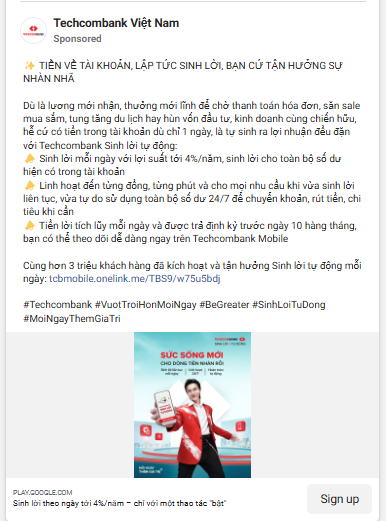 Techcombank Việt Nam
Sponsored
✨ TIỀN VỀ TÀI KHOẢN, LẬP TỨC SINH LỜI, BẠN CỨ TẬN HƯỞNG SỰ
NHÀN NHÃ
Dù là lương mới nhận, thưởng mới lĩnh để chờ thanh toán hóa đơn, săn sale
mua sắm, tung tăng du lịch hay hùn vốn đầu tư, kinh doanh cùng chiến hữu,
hễ cứ có tiền trong tài khoản dù chỉ 1 ngày, là tự sinh ra lợi nhuận đều đặn
với Techcombank Sinh lời tự động:
Sinh lời mỗi ngày với lợi suất tới 4%/năm, sinh lời cho toàn bộ số dư
hiện có trong tài khoản
Linh hoạt đến từng đồng, từng phút và cho mọi nhu cầu khi vừa sinh lời
liên tục, vừa tự do sử dụng toàn bộ số dư 24/7 để chuyển khoản, rút tiền, chi
tiêu khi cần
Tiền lời tích lũy mỗi ngày và được trả định kỳ trước ngày 10 hàng tháng,
bạn có thể theo dõi dễ dàng ngay trên Techcombank Mobile
Cùng hơn 3 triệu khách hàng đã kích hoạt và tận hưởng Sinh lời tự động mỗi
ngày: tcbmobile.onelink.me/TBS9/w75u5bdj
#Techcombank #VuotTroiHonMoiNgay #BeGreater #SinhLoiTuDong
#MoiNgayThemGiaTri
TECHCOMBANK
SỨC SỐNG MỚI
CHO DÒNG TIỀN NHÀN RỖI
PLAY.GOOGLE.COM
Sinh lời theo ngày tới 4%/năm – chỉ với một thao tác "bật"
Sign up